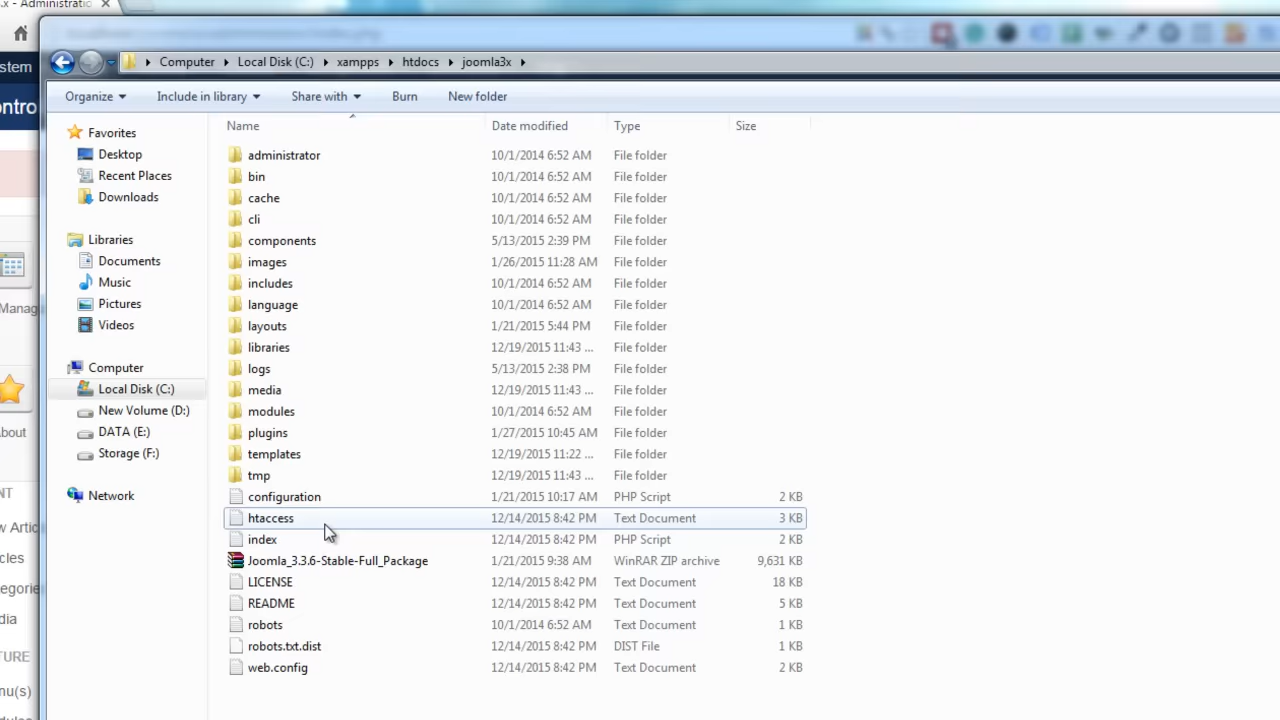 .x - Administratio
Computer Local Disk (C:) xampps htdocs joomla3x
Organize Include in library Share with Burn New folder
Name Date modified Type Size
Favorites
Desktop
Recent Places
Downloads
Libraries
Documents
Music
Pictures
Videos
Computer
Local Disk (C:)
New Volume (D:)
DATA (E:)
Storage (F:)
Network
administrator 10/1/2014 6:52 AM File folder
bin 10/1/2014 6:52 AM File folder
cache 10/1/2014 6:52 AM File folder
cli 10/1/2014 6:52 AM File folder
components 5/13/2015 2:39 PM File folder
images 1/26/2015 11:28 AM File folder
includes 10/1/2014 6:52 AM File folder
language 10/1/2014 6:52 AM File folder
layouts 1/21/2015 5:44 PM File folder
libraries 12/19/2015 11:43 ... File folder
logs 5/13/2015 2:38 PM File folder
media 12/19/2015 11:43 ... File folder
modules 10/1/2014 6:52 AM File folder
plugins 1/27/2015 10:45 AM File folder
templates 12/19/2015 11:22 ... File folder
tmp 12/19/2015 11:43 ... File folder
configuration 1/21/2015 10:17 AM PHP Script 2 KB
htaccess 12/14/2015 8:42 PM Text Document 3 KB
index 12/14/2015 8:42 PM PHP Script 2 KB
Joomla_3.3.6-Stable-Full_Package 1/21/2015 9:38 AM WinRAR ZIP archive 9,631 KB
LICENSE 12/14/2015 8:42 PM Text Document 18 KB
README 12/14/2015 8:42 PM Text Document 5 KB
robots 10/1/2014 6:52 AM Text Document 1 KB
robots.txt.dist 12/14/2015 8:42 PM DIST File 1 KB
web.config 12/14/2015 8:42 PM Text Document 2 KB
stem
ontro
Manag
bout
NT
v Artic
cles
egorie
dia
TURE
nu(s)